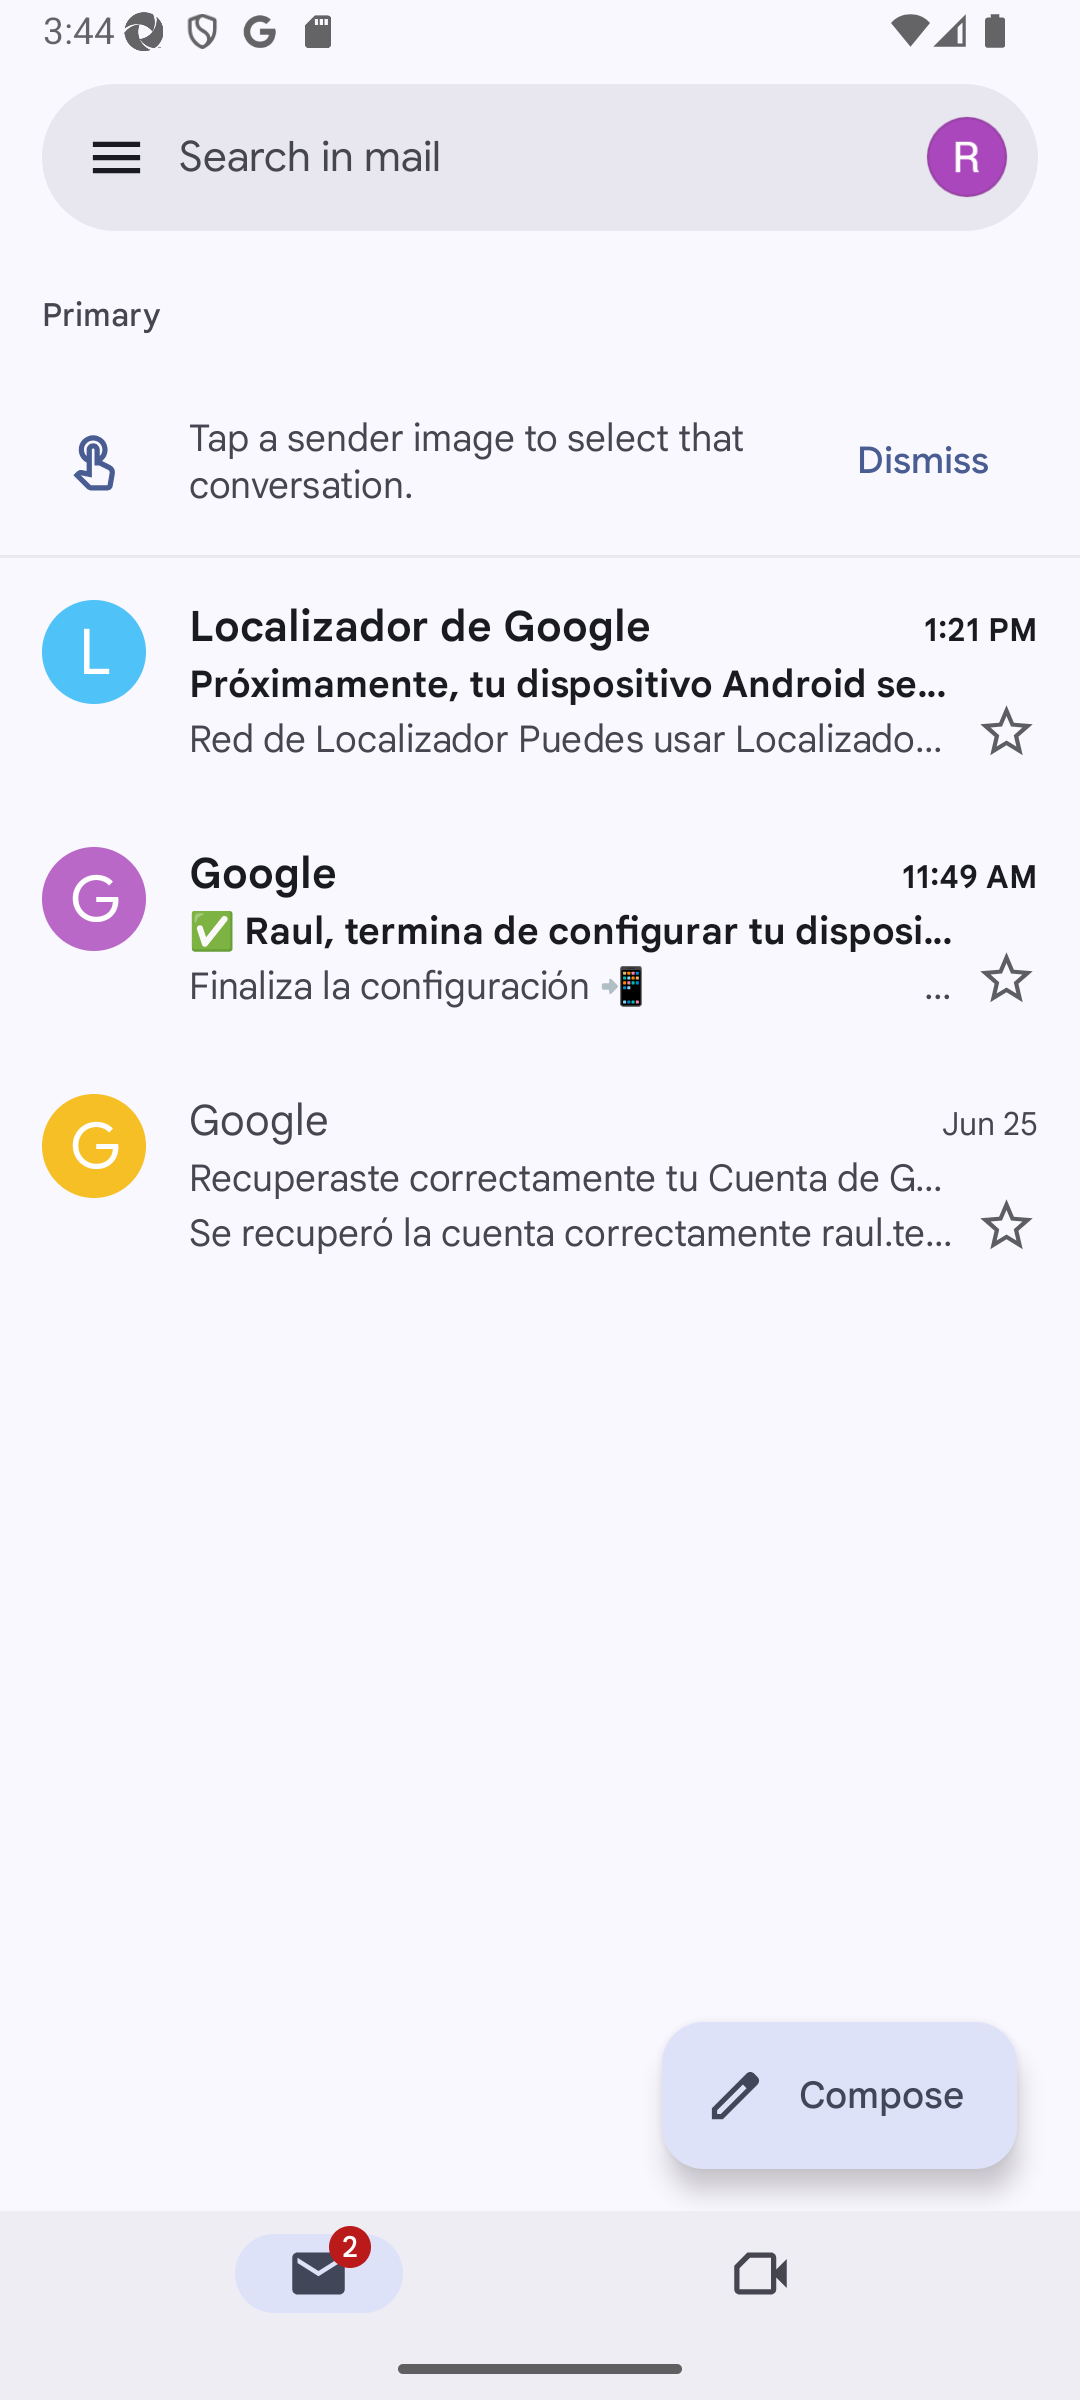 3:44
Search in mail
R
Primary
Tap a sender image to select that
conversation.
Dismiss
L
Localizador de Google
1:21 PM
Próximamente, tu dispositivo Android se...
Red de Localizador Puedes usar Localizado...
G
Google
11:49 AM
✅ Raul, termina de configurar tu disposi...
Finaliza la configuración 📲 ...
G
Google
Jun 25
Recuperaste correctamente tu Cuenta de G...
Se recuperó la cuenta correctamente raul.te...
Compose
2